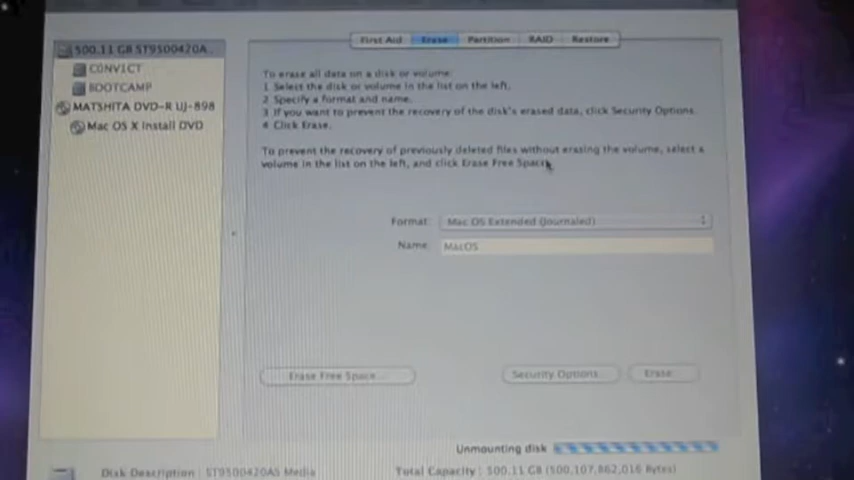 First Aid Erase Partition RAID Restore
500.11 GB ST9500420A...
C0NV1CT
BOOTCAMP
MATSHITA DVD-R UJ-898
Mac OS X Install DVD
To erase all data on a disk or volume:
1 Select the disk or volume in the list on the left.
2 Specify a format and name.
3 If you want to prevent the recovery of the disk's erased data, click Security Options.
4 Click Erase.
To prevent the recovery of previously deleted files without erasing the volume, select a
volume in the list on the left, and click Erase Free Space.
Format: Mac OS Extended (Journaled)
Name: MacOS
Erase Free Space... Security Options... Erase...
Unmounting disk
Disk Description : ST9500420AS Media Total Capacity : 500.11 GB (500,107,862,016 Bytes)